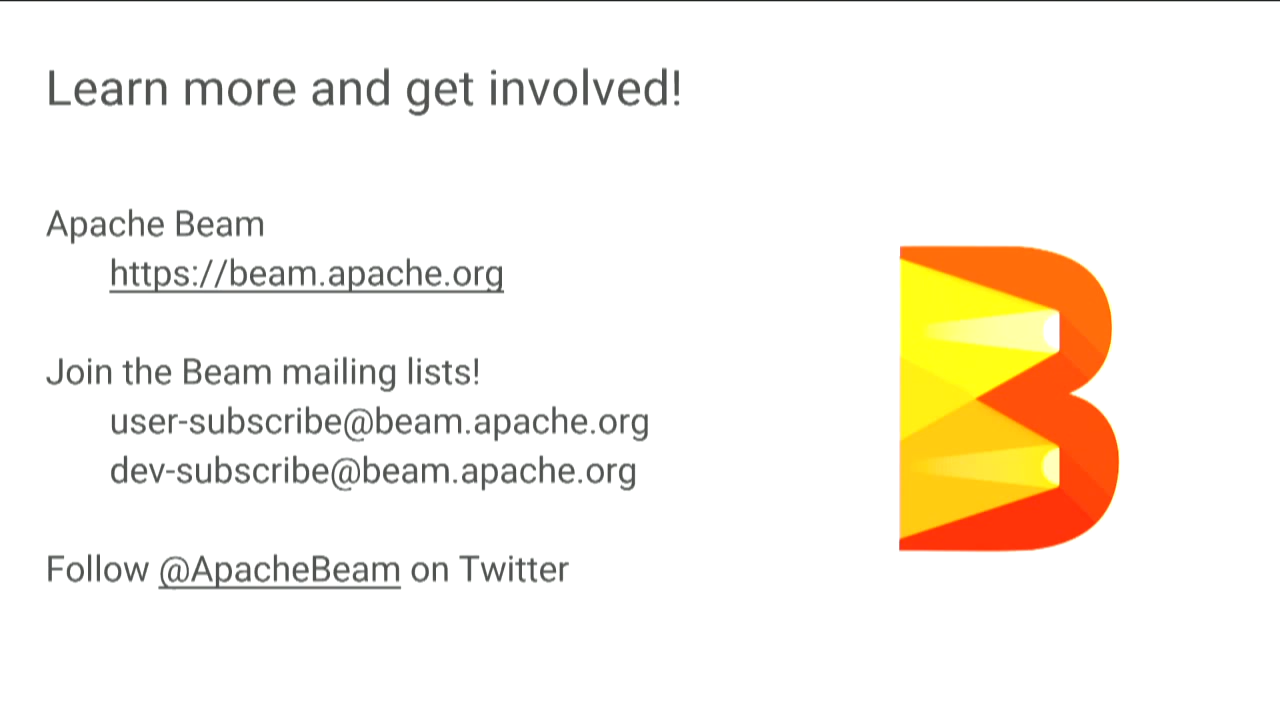 Learn more and get involved!
Apache Beam
https://beam.apache.org
Join the Beam mailing lists!
user-subscribe@beam.apache.org
dev-subscribe@beam.apache.org
Follow @ApacheBeam on Twitter